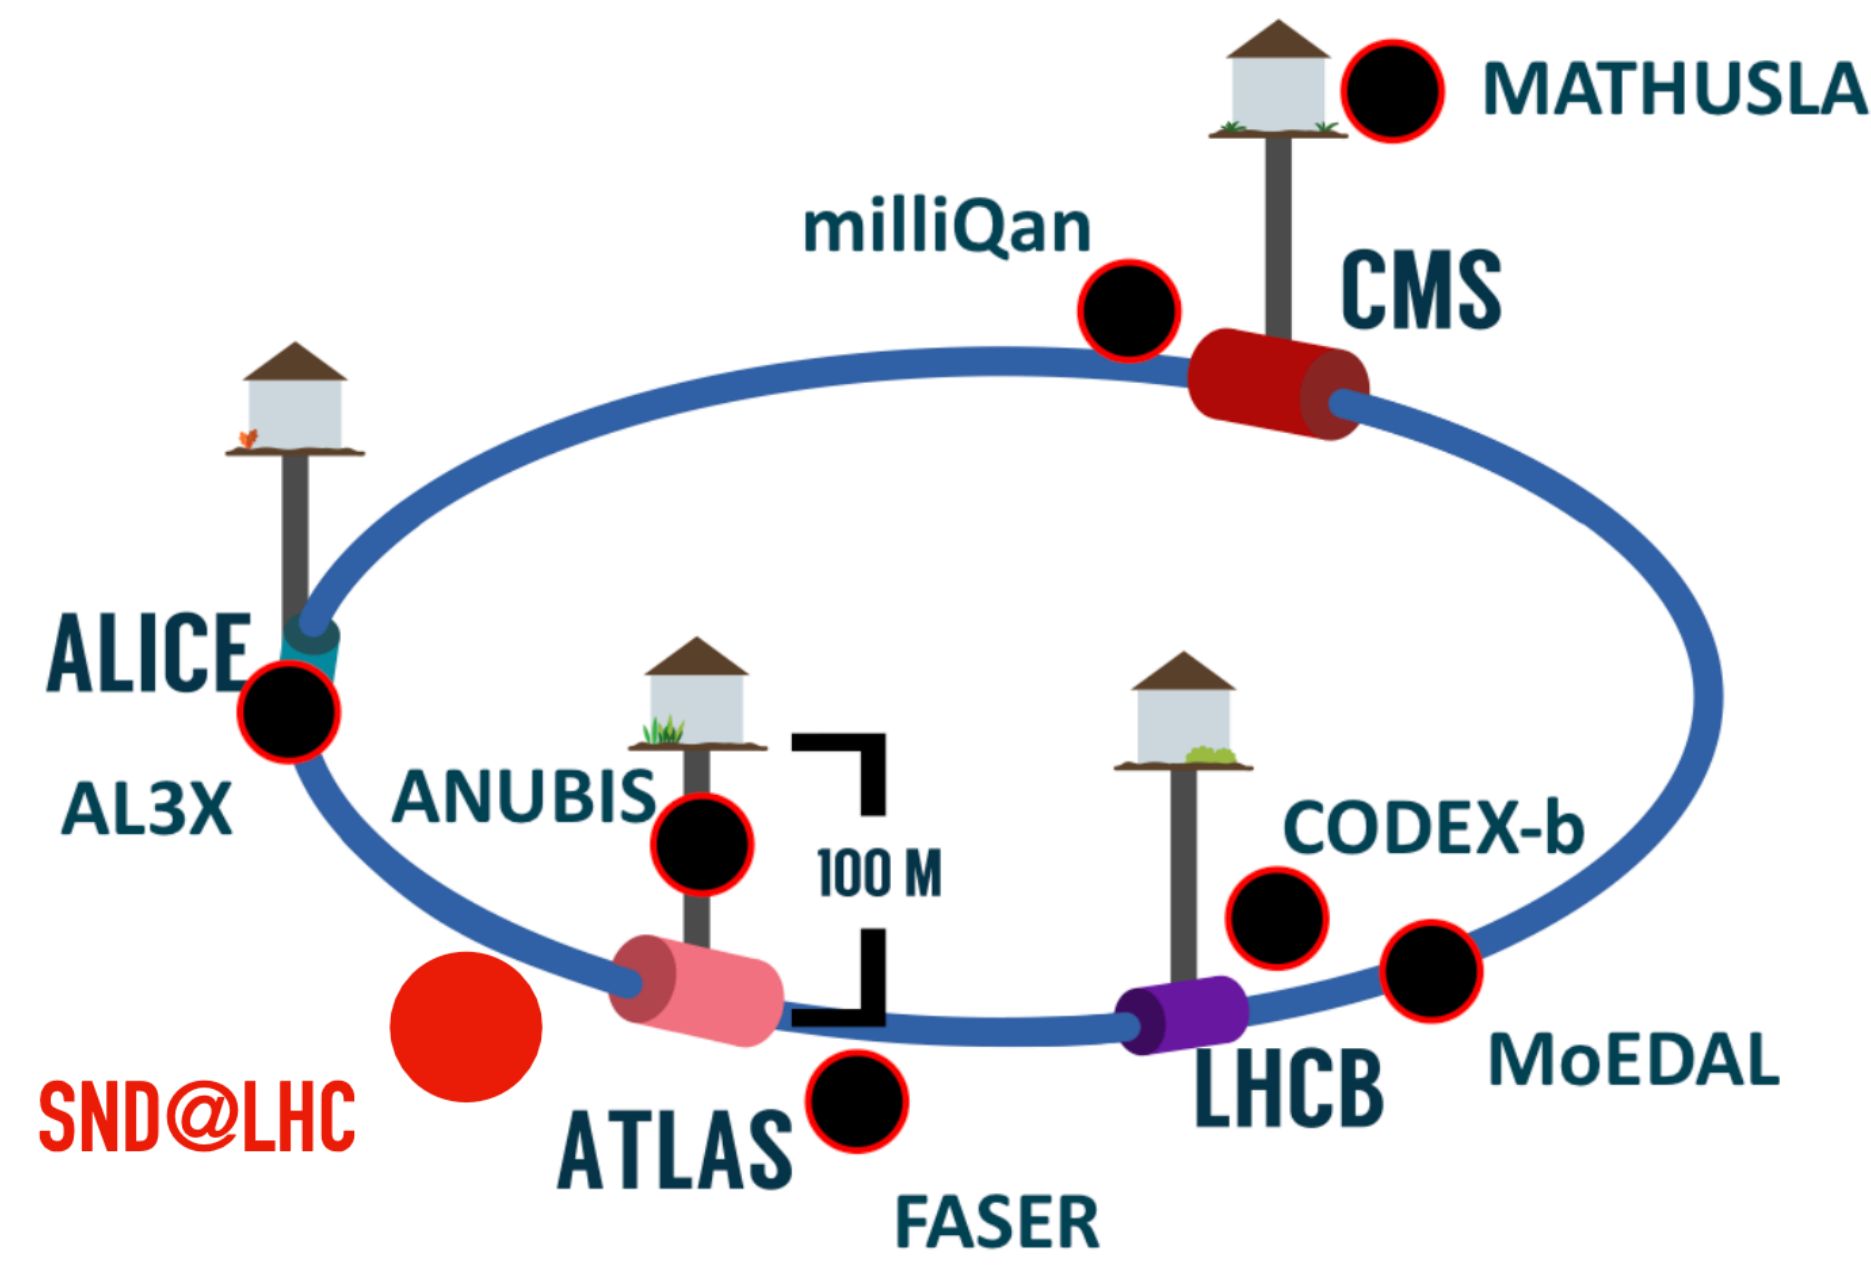 MATHUSLA
milliQan
CMS
ALICE
AL3X
ANUBIS
100 M
CODEX-b
SND@LHC
ATLAS
LHCB
MoEDAL
FASER